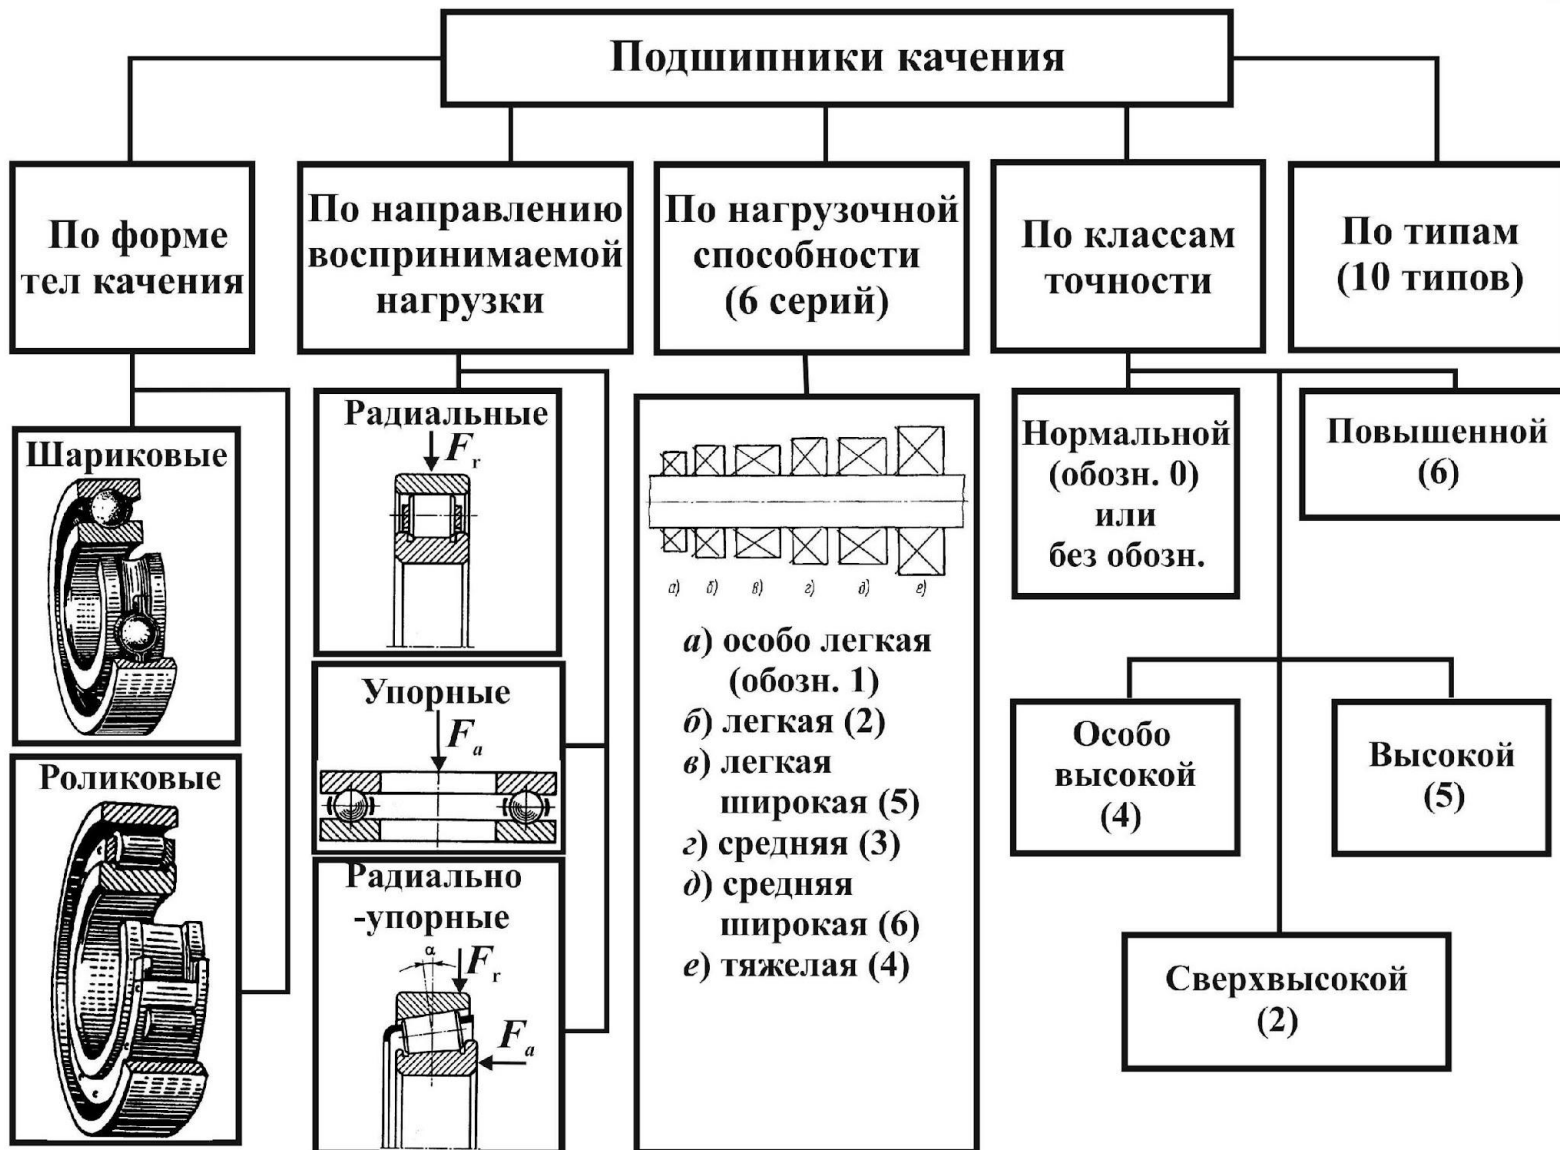 Подшипники качения
По форме
тел качения
По направлению
воспринимаемой
нагрузки
По нагрузочной
способности
(6 серий)
По классам
точности
По типам
(10 типов)
Шариковые
Роликовые
Радиальные
Fr
Упорные
Fa
Радиально
-упорные
α
Fr
Fa
а) б) в) г) д) е)
а) особо легкая
(обозн. 1)
б) легкая (2)
в) легкая
широкая (5)
г) средняя (3)
д) средняя
широкая (6)
е) тяжелая (4)
Нормальной
(обозн. 0)
или
без обозн.
Повышенной
(6)
Особо
высокой
(4)
Высокой
(5)
Сверхвысокой
(2)